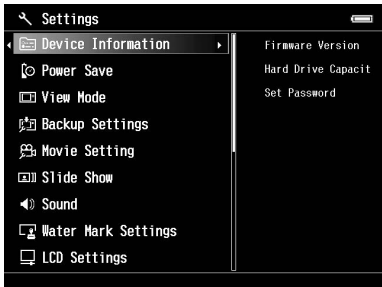 Settings
Device Information
Power Save
View Mode
Backup Settings
Movie Setting
Slide Show
Sound
Water Mark Settings
LCD Settings
Firmware Version
Hard Drive Capacit
Set Password